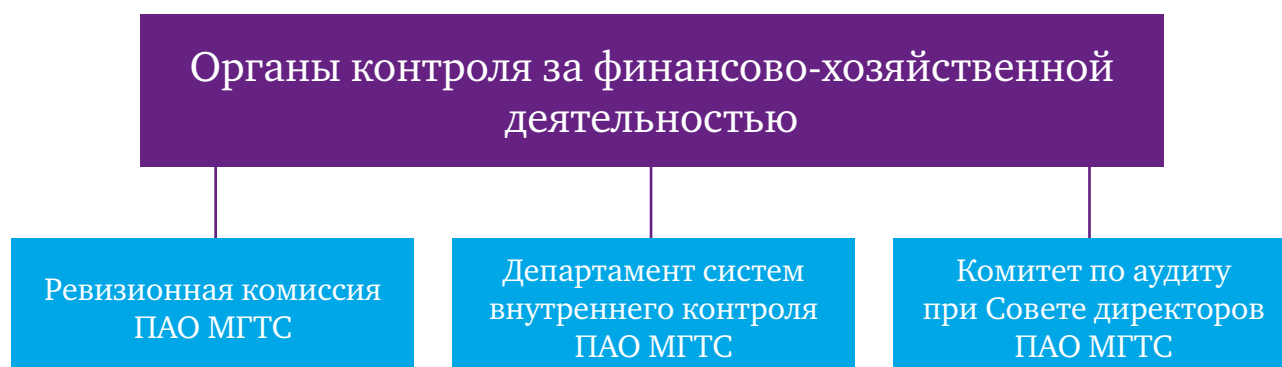 Органы контроля за финансово-хозяйственной
деятельностью
Ревизионная комиссия
ПАО МГТС
Департамент систем
внутреннего контроля
ПАО МГТС
Комитет по аудиту
при Совете директоров
ПАО МГТС